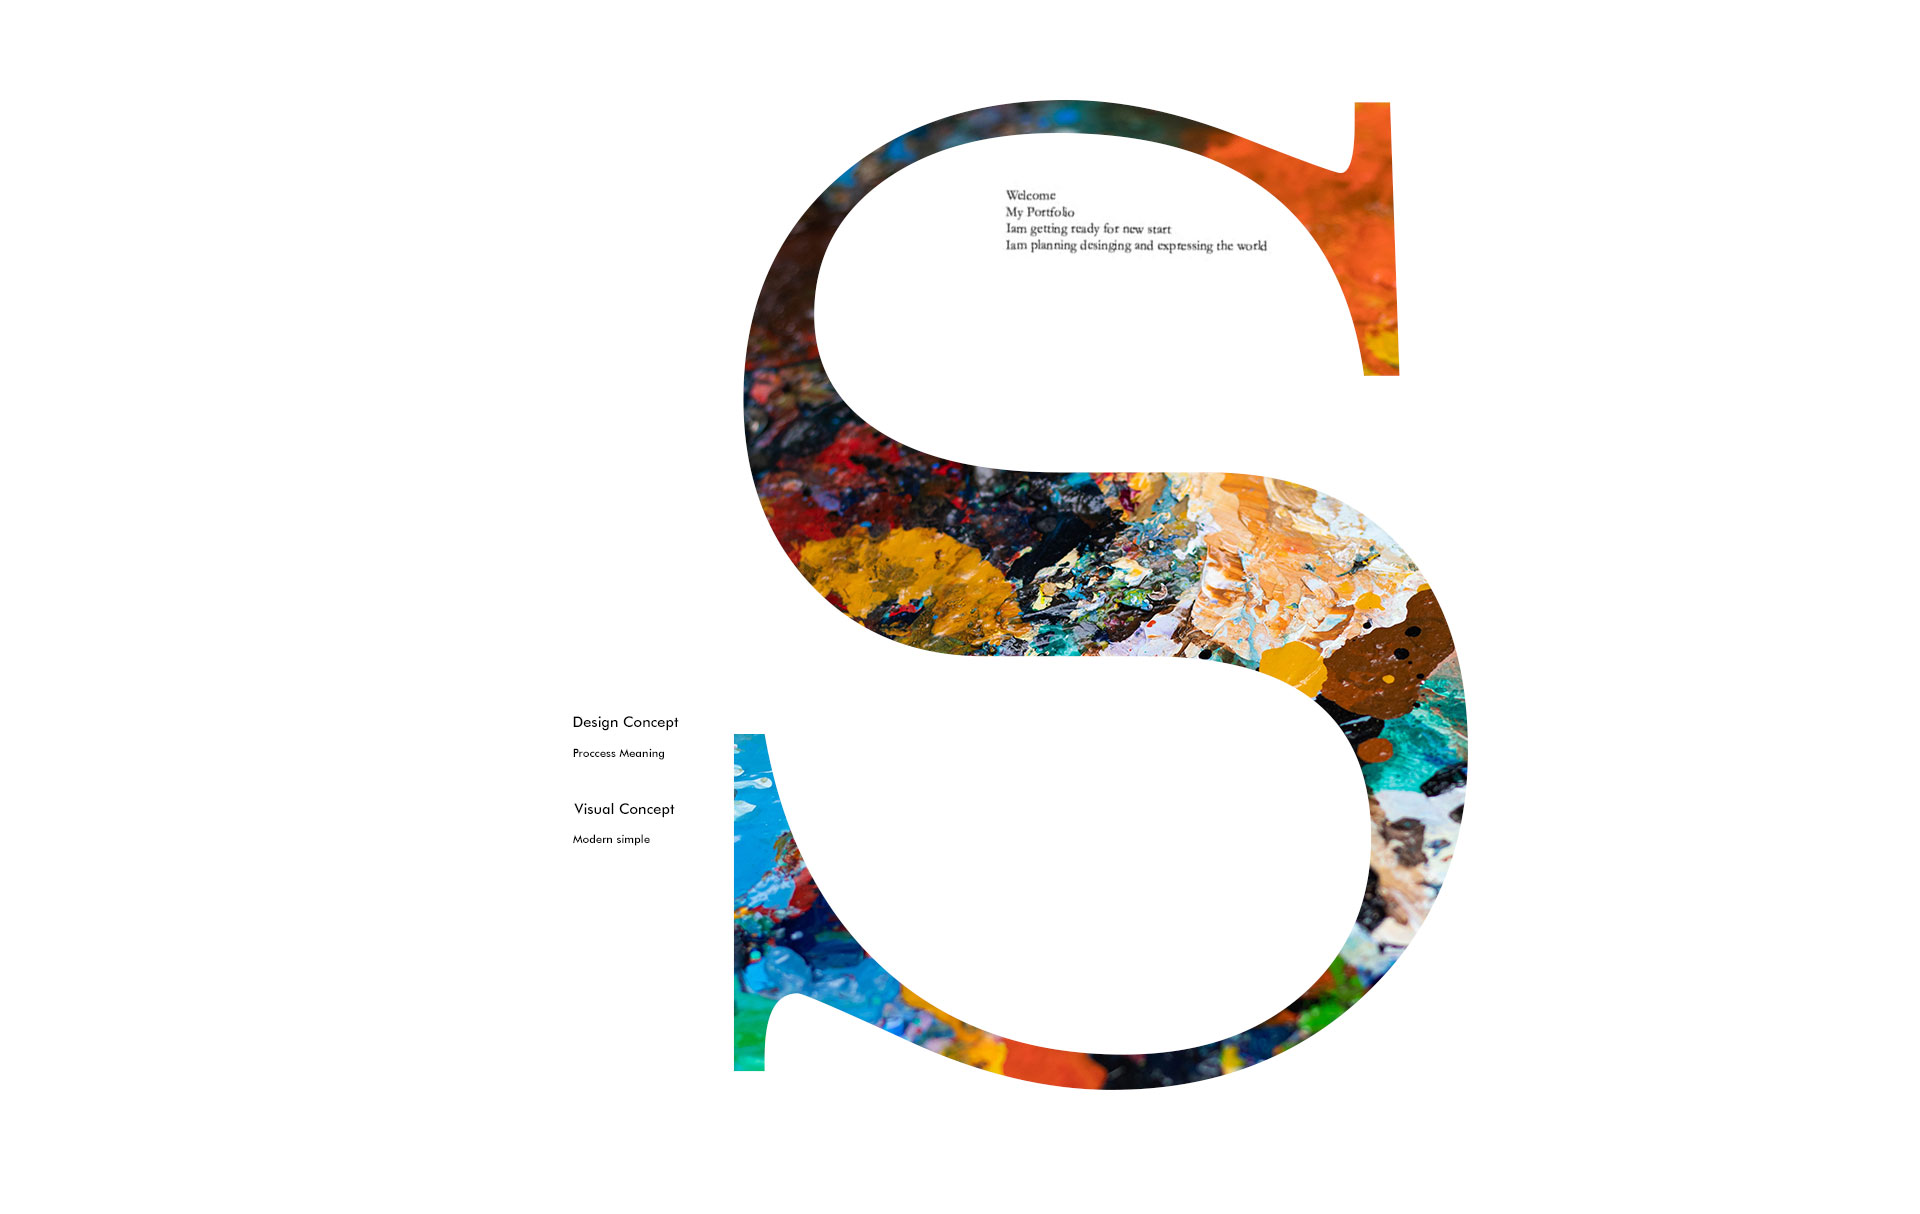 S
Welcome
My Portfolio
Iam getting ready for new start
Iam planning desinging and expressing the world
Design Concept
Proccess Meaning
Visual Concept
Modern simple